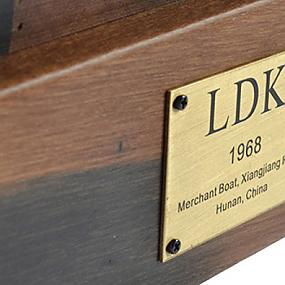 LDK
1968
Merchant Boat, Xiangjiang
Hunan, China